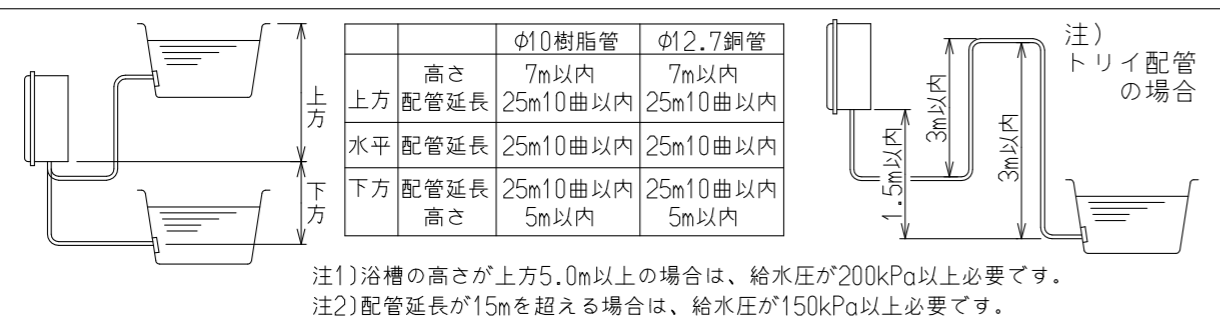 上方
下方
φ10樹脂管 φ12.7銅管
上方 高さ 7m以内 7m以内
配管延長 25m10曲以内 25m10曲以内
水平 配管延長 25m10曲以内 25m10曲以内
下方 配管延長 25m10曲以内 25m10曲以内
高さ 5m以内 5m以内
注)
トリイ配管
の場合
3m以内
3m以内
1.5m以内
注1)浴槽の高さが上方5.0m以上の場合は、給水圧が200kPa以上必要です。
注2)配管延長が15mを超える場合は、給水圧が150kPa以上必要です。